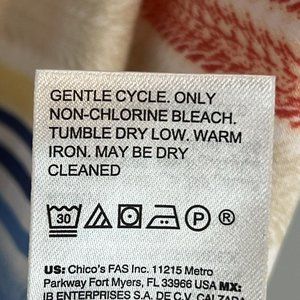 GENTLE CYCLE. ONLY
NON-CHLORINE BLEACH.
TUMBLE DRY LOW. WARM
IRON. MAY BE DRY
CLEANED
30 P ®
US: Chico's FAS Inc. 11215 Metro
Parkway Fort Myers, FL 33966 USA MX:
IB ENTERPRISES S.A. DE C.V. CALZADA